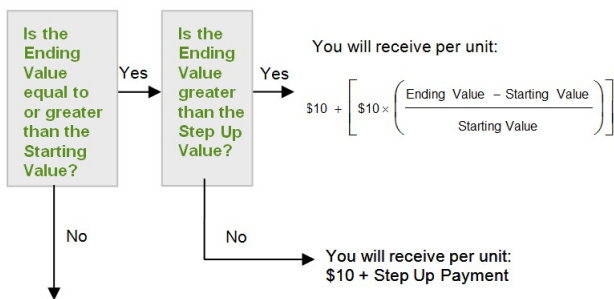 Is the
Ending
Value
equal to
or greater
than the
Starting
Value?
Yes
Is the
Ending
Value
greater
than the
Step Up
Value?
Yes
You will receive per unit:
$10 + [ $10 × ( Ending Value – Starting Value
Starting Value ) ]
No
No
You will receive per unit:
$10 + Step Up Payment